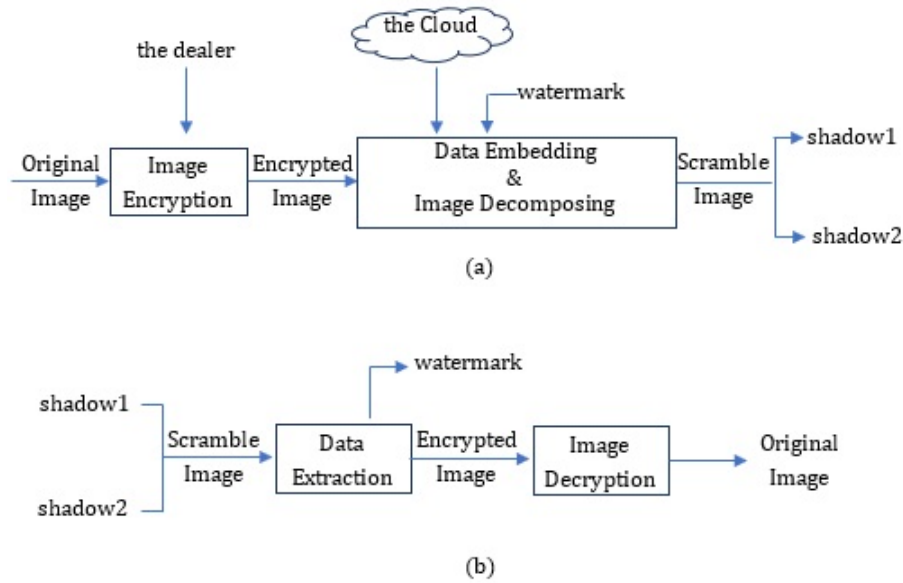 the Cloud
the dealer
watermark
Original
Image
Image
Encryption
Encrypted
Image
Data Embedding
&
Image Decomposing
Scramble
Image
shadow1
shadow2
(a)
watermark
shadow1
shadow2
Scramble
Image
Data
Extraction
Encrypted
Image
Image
Decryption
Original
Image
(b)